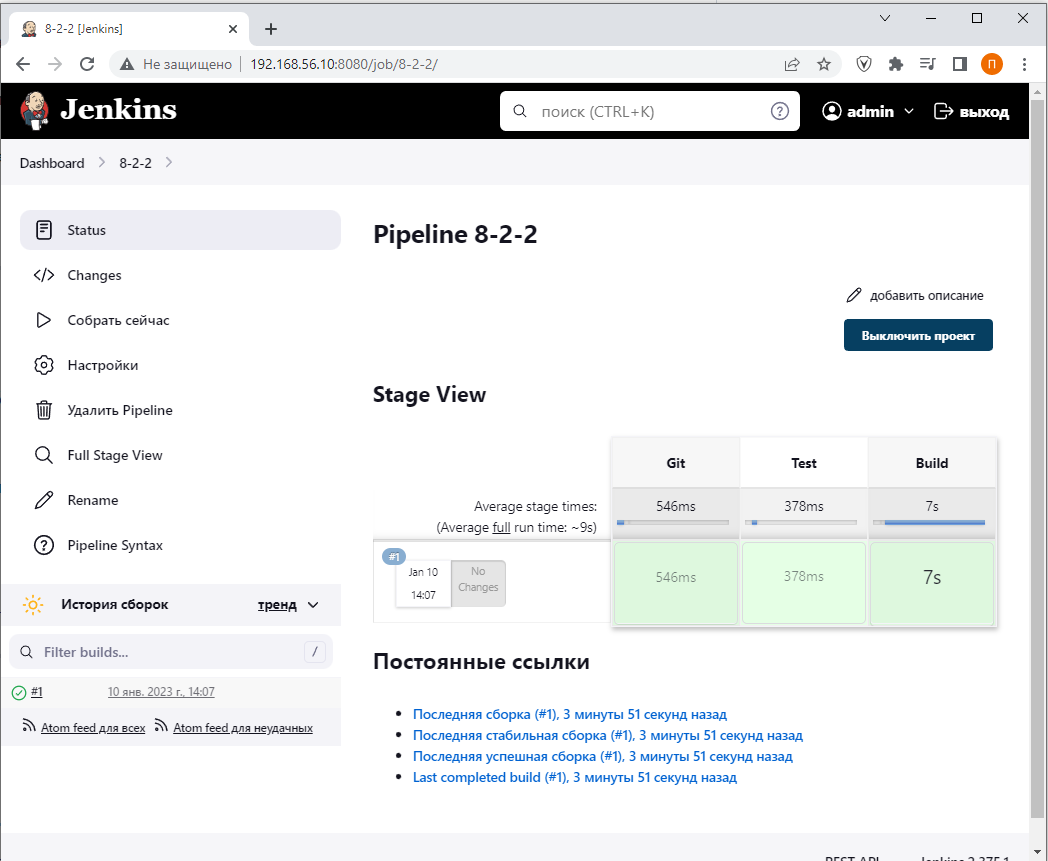 8-2-2 [Jenkins]
Не защищено 192.168.56.10:8080/job/8-2-2/
П
Jenkins
поиск (CTRL+K)
admin
выход
Dashboard 8-2-2
Status
Changes
Собрать сейчас
Настройки
Удалить Pipeline
Full Stage View
Rename
Pipeline Syntax
История сборок тренд
Filter builds... /
#1 10 янв. 2023 г., 14:07
Atom feed для всех Atom feed для неудачных
Pipeline 8-2-2
добавить описание
Выключить проект
Stage View
Git Test Build
Average stage times: 546ms 378ms 7s
(Average full run time: ~9s)
#1
Jan 10
14:07
No
Changes
546ms 378ms 7s
Постоянные ссылки
Последняя сборка (#1), 3 минуты 51 секунд назад
Последняя стабильная сборка (#1), 3 минуты 51 секунд назад
Последняя успешная сборка (#1), 3 минуты 51 секунд назад
Last completed build (#1), 3 минуты 51 секунд назад
REST API Jenkins 2.375.1